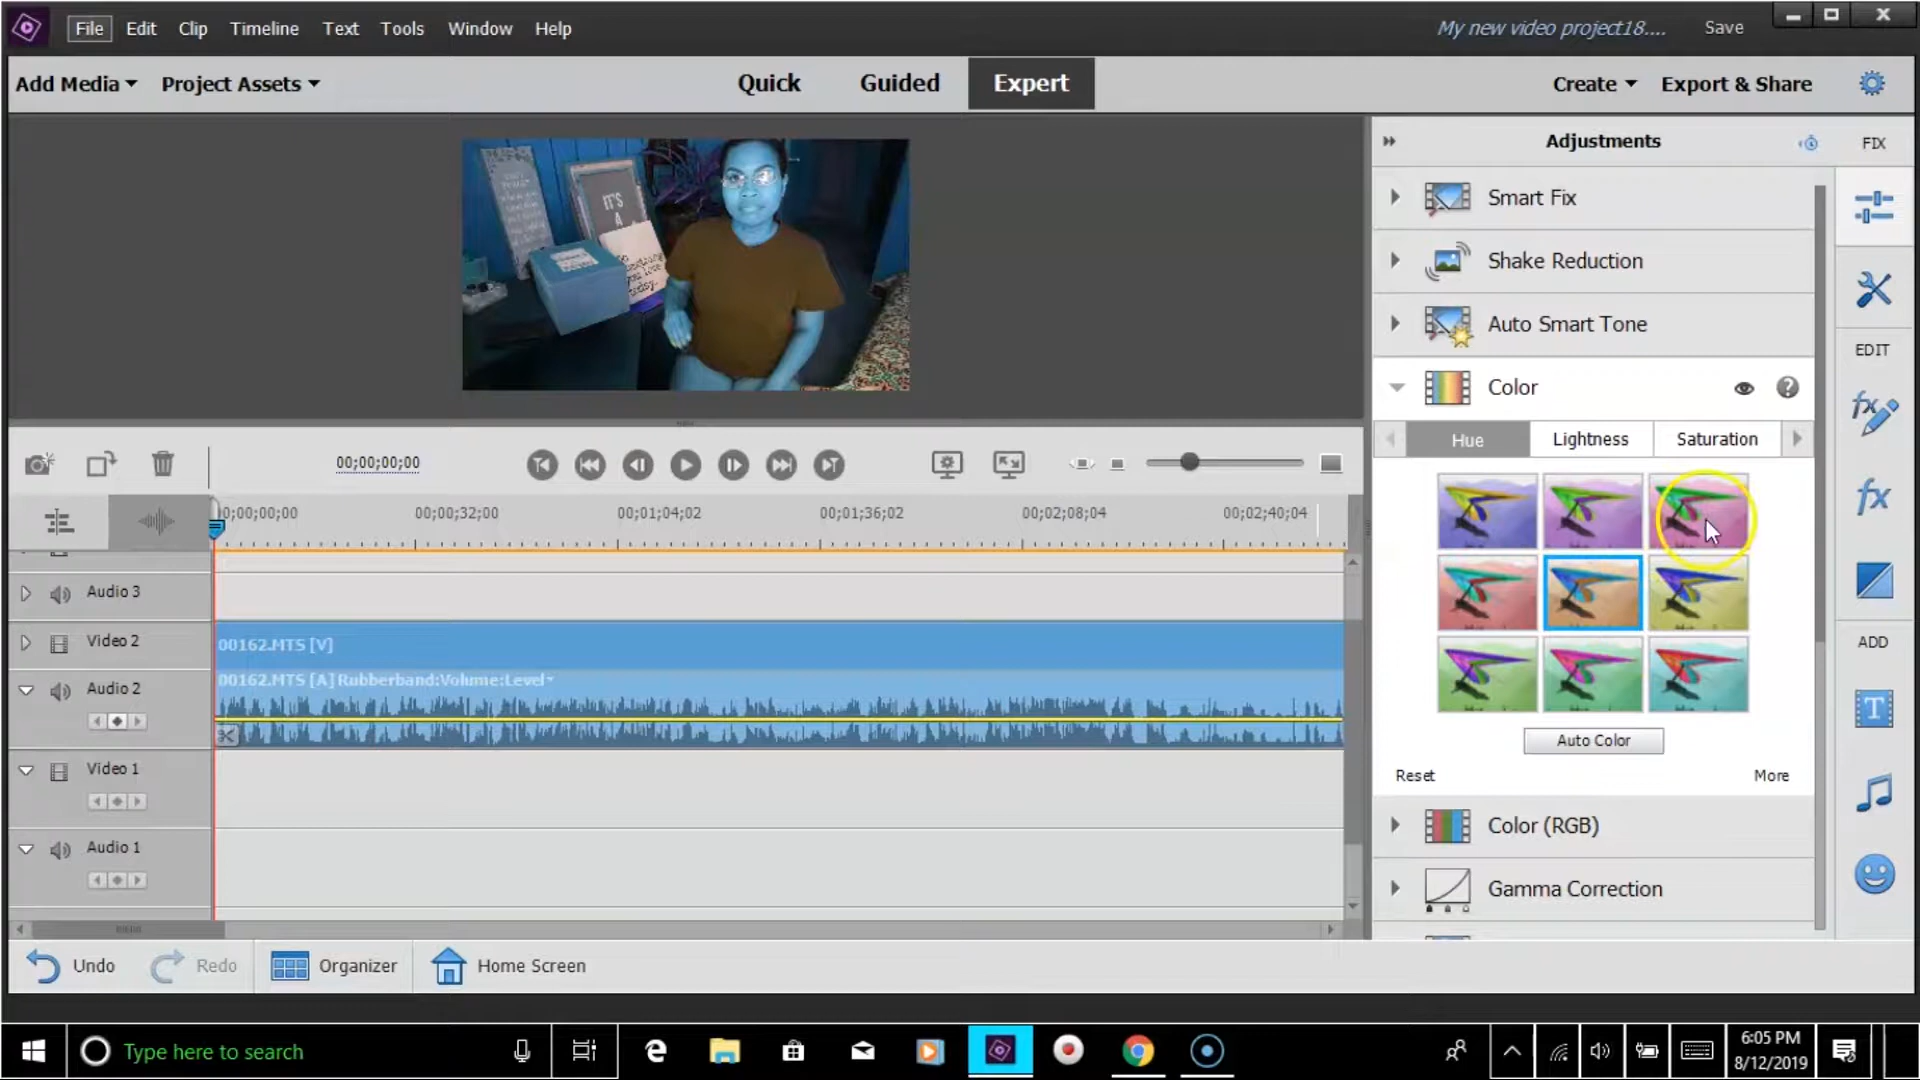 File Edit Clip Timeline Text Tools Window Help
My new video project18.... Save
Add Media Project Assets
Quick Guided Expert
Create Export & Share
Adjustments
FIX
Smart Fix
Shake Reduction
Auto Smart Tone
EDIT
Color
Hue Lightness Saturation
IT'S
A
you love
today.
00;00;00;00
0;00;00;00 00;00;32;00 00;01;04;02 00;01;36;02 00;02;08;04 00;02;40;04
Audio 3
Video 2
00162.MTS [V]
Audio 2
00162.MTS [A] Rubberband:Volume:Level
Video 1
Audio 1
ADD
Auto Color
Reset More
Color (RGB)
Gamma Correction
Undo Redo Organizer Home Screen
Type here to search
6:05 PM
8/12/2019